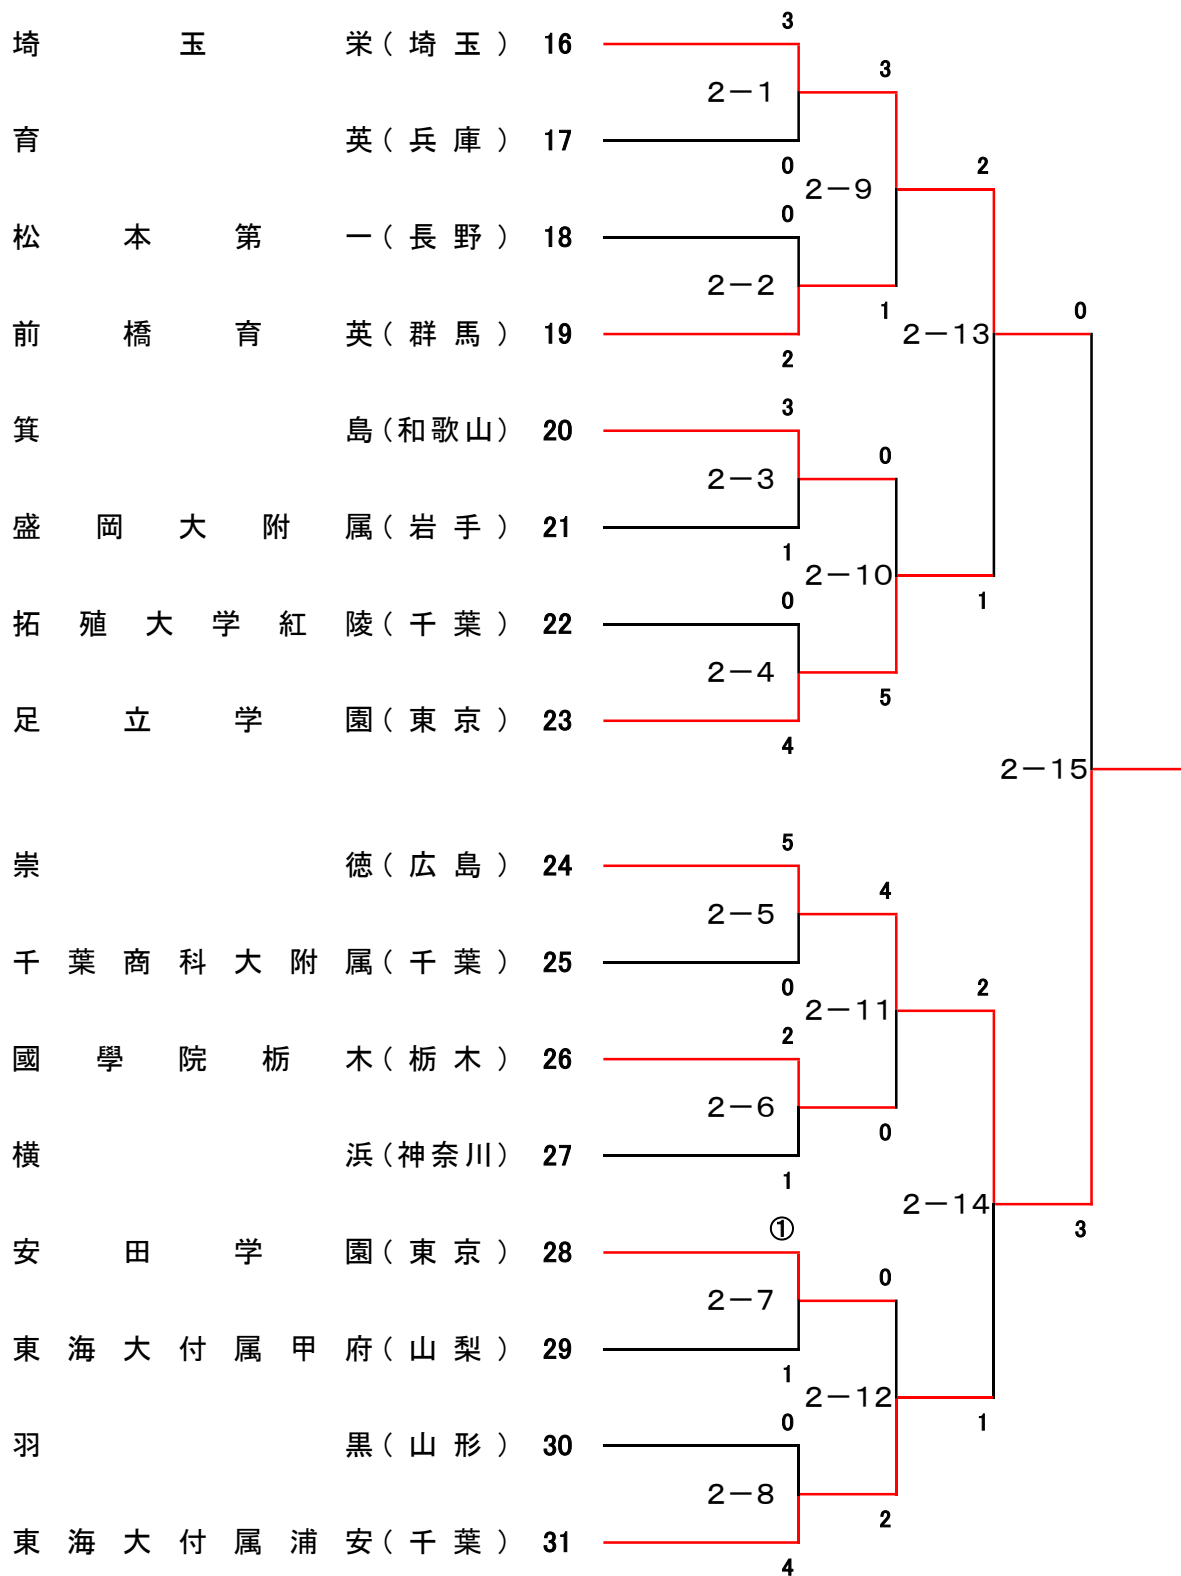 3
埼玉栄(埼玉) 16
3
2－1
育英(兵庫) 17
0
2
2－9
0
松本第一(長野) 18
2－2
1
0
前橋育英(群馬) 19
2－13
2
3
箕島(和歌山) 20
0
2－3
盛岡大附属(岩手) 21
1
2－10
0
1
拓殖大学紅陵(千葉) 22
2－4
5
足立学園(東京) 23
4
2－15
5
崇徳(広島) 24
4
2－5
千葉商科大附属(千葉) 25
0
2
2－11
2
國學院栃木(栃木) 26
2－6
0
横浜(神奈川) 27
1
2－14
①
3
安田学園(東京) 28
0
2－7
東海大付属甲府(山梨) 29
1
2－12
0
1
羽黒(山形) 30
2－8
2
東海大付属浦安(千葉) 31
4